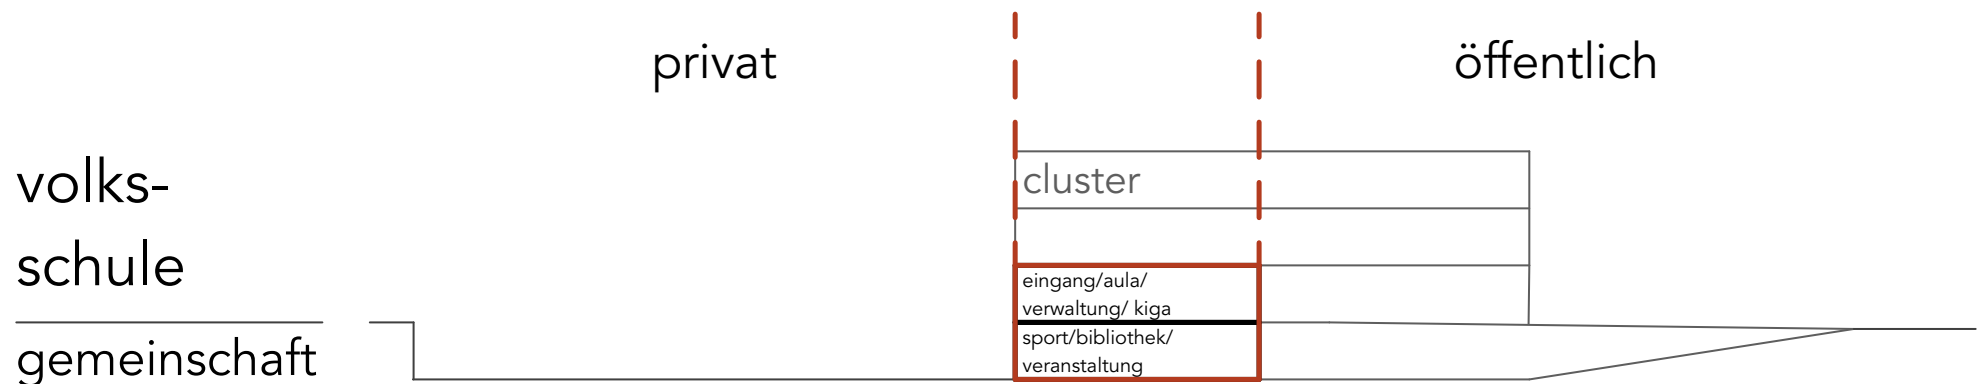 privat
öffentlich
volks-
schule
gemeinschaft
cluster
eingang/aula/
verwaltung/ kiga
sport/bibliothek/
veranstaltung